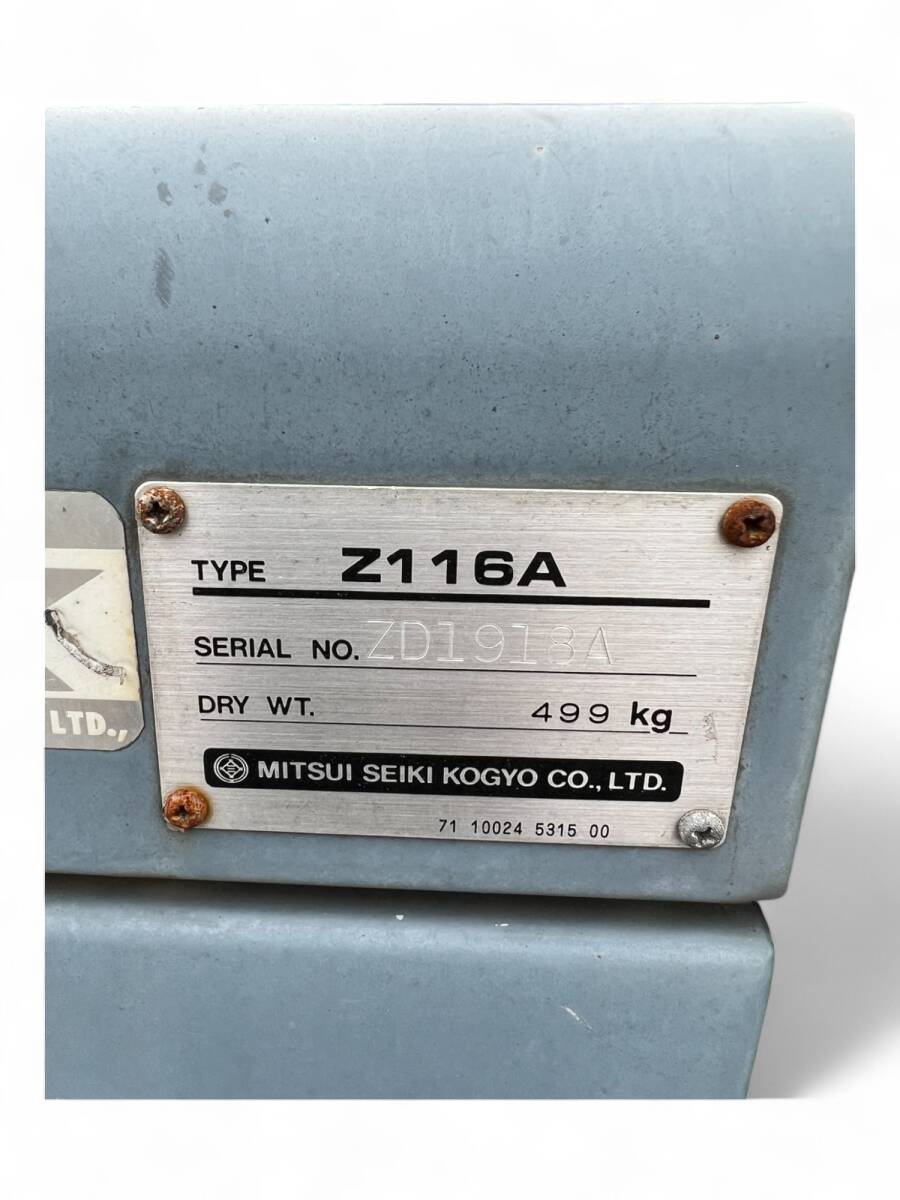 TYPE Z116A
SERIAL NO. ZD1918A
DRY WT. 499 kg
LTD.,
MITSUI SEIKI KOGYO CO., LTD.
71 10024 5315 00